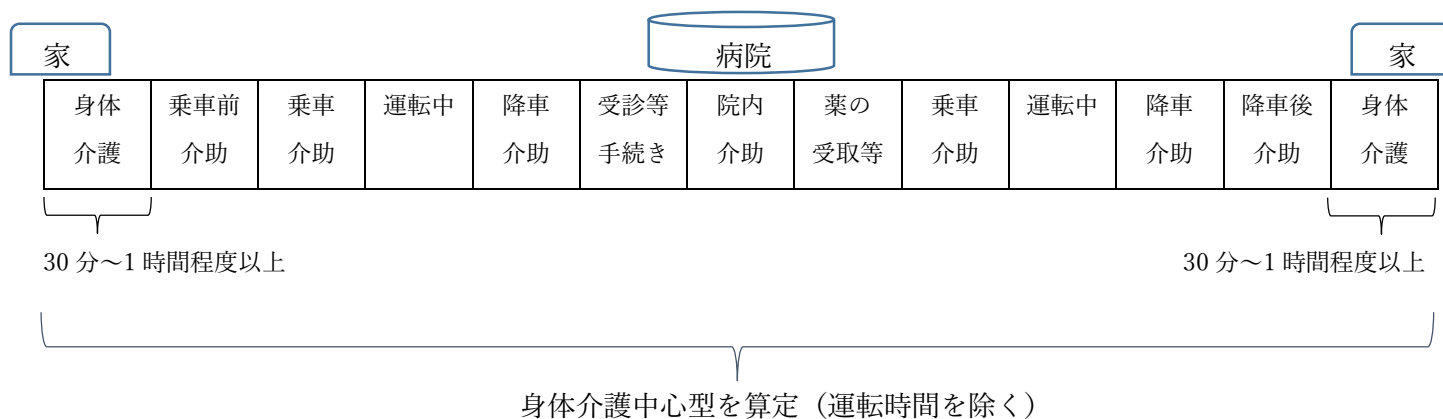 家
病院
家
身体 乗車前 乗車 運転中 降車 受診等 院内 薬の 乗車 運転中 降車 降車後 身体
介護 介助 介助 介助 手続き 介助 受取等 介助 介助 介助 介護
30 分～1 時間程度以上
30 分～1 時間程度以上
身体介護中心型を算定（運転時間を除く）